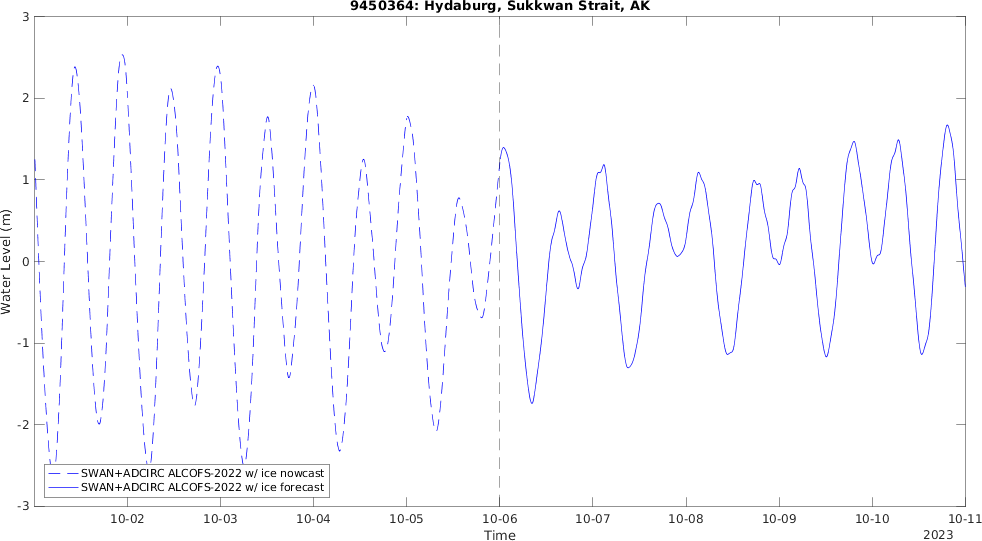 9450364: Hydaburg, Sukkwan Strait, AK
3
2
1
0
-1
-2
-3
Water Level (m)
SWAN+ADCIRC ALCOFS-2022 w/ ice nowcast
SWAN+ADCIRC ALCOFS-2022 w/ ice forecast
10-02 10-03 10-04 10-05 10-06 10-07 10-08 10-09 10-10 10-11
Time
2023